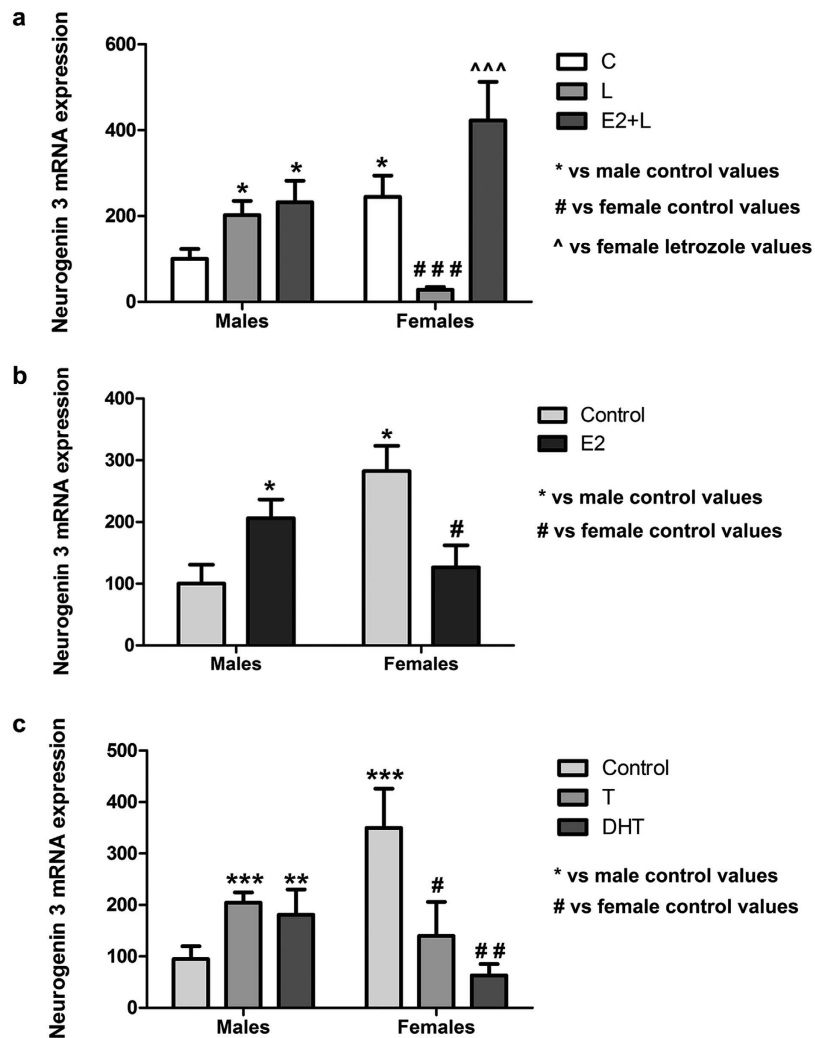 a
Neurogenin 3 mRNA expression
600
400
200
0
*
*
*
# # #
^^^
Males
Females
C
L
E2+L
* vs male control values
# vs female control values
^ vs female letrozole values
b
Neurogenin 3 mRNA expression
400
300
200
100
0
*
*
#
Males
Females
Control
E2
* vs male control values
# vs female control values
c
Neurogenin 3 mRNA expression
500
400
300
200
100
0
***
**
***
#
# #
Males
Females
Control
T
DHT
* vs male control values
# vs female control values